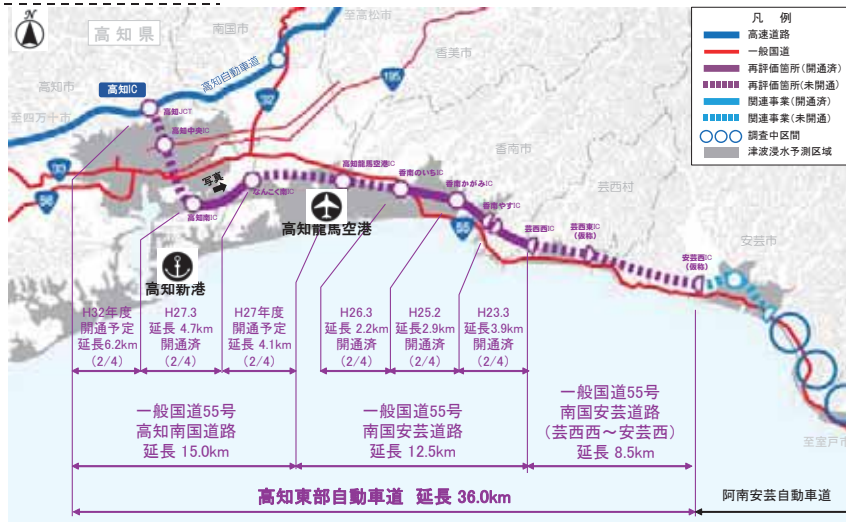 N
高知県
南国市
至高松市
凡 例
高速道路
一般国道
再評価箇所(開通済)
再評価箇所(未開通)
関連事業(開通済)
関連事業(未開通)
調査中区間
津波浸水予測区域
高知市
高知IC
高知自動車道
香美市
195
32
至四万十市
高知JCT
高知中央IC
33
56
写真
なんこく南IC
高知南IC
高知龍馬空港IC
香南のいちIC
香南市
香南かがみIC
香南やすIC
芸西村
高知龍馬空港
55
芸西西IC
芸西東IC
(仮称)
安芸市
安芸西IC
(仮称)
高知新港
H32年度
開通予定
延長6.2km
(2/4)
H27.3
延長 4.7km
開通済
(2/4)
H27年度
開通予定
延長 4.1km
(2/4)
H26.3
延長 2.2km
開通済
(2/4)
H25.2
延長2.9km
開通済
(2/4)
H23.3
延長3.9km
開通済
(2/4)
一般国道55号
高知南国道路
延長 15.0km
一般国道55号
南国安芸道路
延長 12.5km
一般国道55号
南国安芸道路
(芸西西~安芸西)
延長 8.5km
至室戸市
高知東部自動車道 延長 36.0km
阿南安芸自動車道